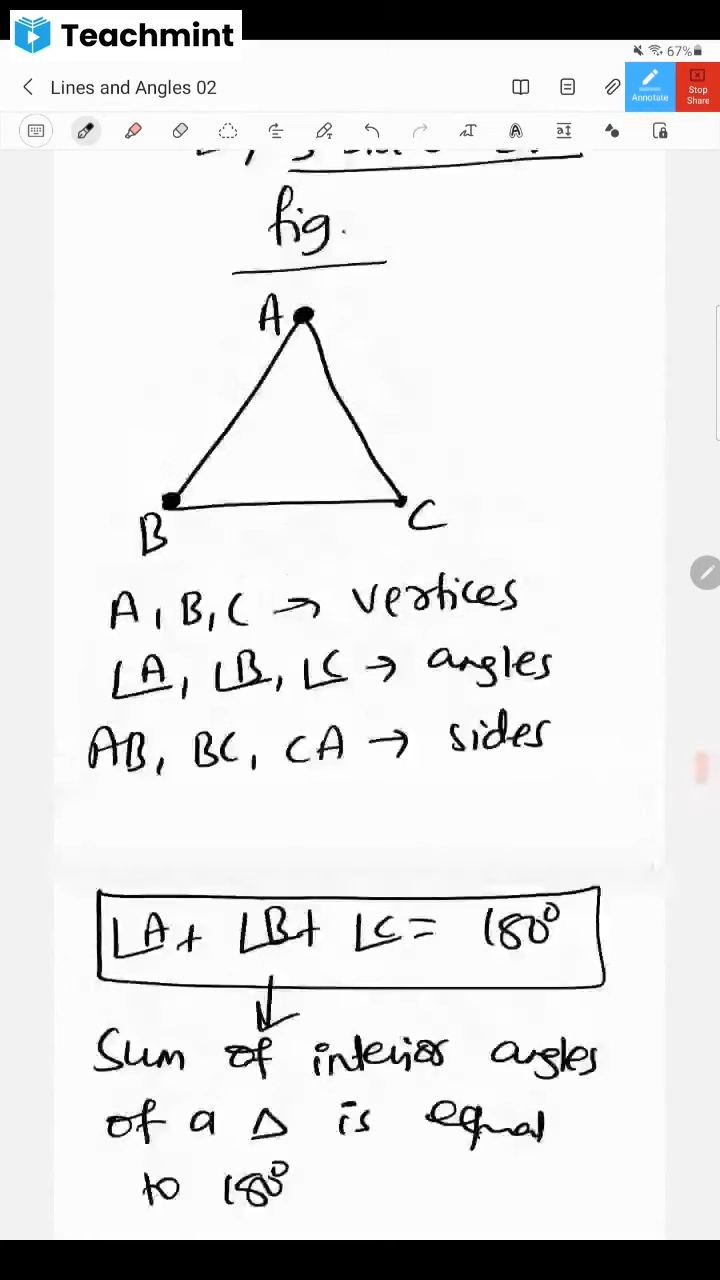 Teachmint
67%
Lines and Angles 02
Annotate
Stop
Share
fig.
A
B
C
A, B, C → vertices
∠A, ∠B, ∠C → angles
AB, BC, CA → sides
∠A + ∠B + ∠C = 180°
Sum of interior angles
of a △ is equal
to 180°